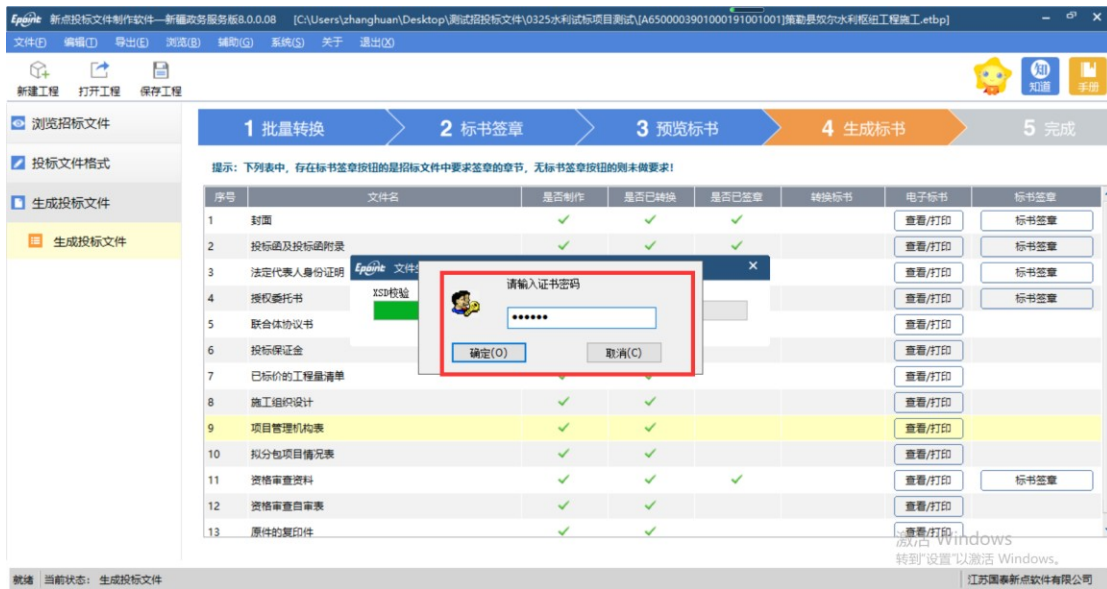 Epoint 新点投标文件制作软件—新疆政务服务版8.0.0.08 [C:\Users\zhanghuan\Desktop\测试招投标文件\0325水利试标项目测试\[A6500003901000191001001]策勒县奴尔水利枢纽工程施工.etbp]
文件(F) 编辑(T) 导出(E) 浏览(B) 辅助(G) 系统(S) 关于 退出(X)
新建工程 打开工程 保存工程 知道 手册
浏览招标文件
投标文件格式
生成投标文件
生成投标文件
1 批量转换 2 标书签章 3 预览标书 4 生成标书 5 完成
提示: 下列表中, 存在标书签章按钮的是招标文件中要求签章的章节, 无标书签章按钮的则未做要求!
序号 文件名 是否制作 是否已转换 是否已签章 转换标书 电子标书 标书签章
1 封面 查看/打印 标书签章
2 投标函及投标函附录 查看/打印 标书签章
3 法定代表人身份证明 查看/打印 标书签章
4 授权委托书 查看/打印 标书签章
5 联合体协议书 查看/打印
6 投标保证金 查看/打印
7 已标价的工程量清单 查看/打印
8 施工组织设计 查看/打印
9 项目管理机构表 查看/打印
10 拟分包项目情况表 查看/打印
11 资格审查资料 查看/打印 标书签章
12 资格审查自审表 查看/打印
13 原件的复印件 查看/打印
Epoint 文件
XSD校验
请输入证书密码
••••••
确定(O) 取消(C)
激活 Windows
转到"设置"以激活 Windows。
就绪 当前状态: 生成投标文件 江苏国泰新点软件有限公司